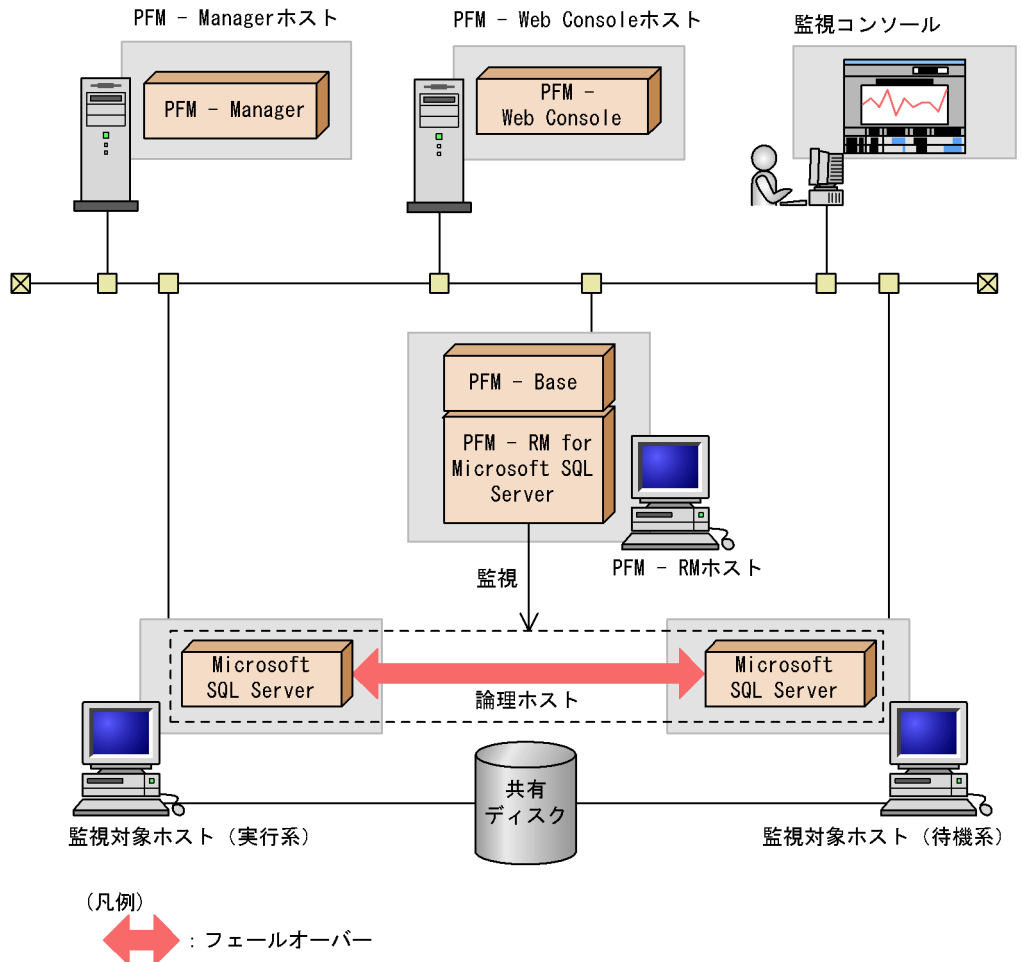 PFM - Managerホスト
PFM - Web Consoleホスト
監視コンソール
PFM - Manager
PFM -
Web Console
PFM - Base
PFM - RM for
Microsoft SQL
Server
PFM - RMホスト
監視
Microsoft
SQL Server
Microsoft
SQL Server
論理ホスト
共有
ディスク
監視対象ホスト（実行系）
監視対象ホスト（待機系）
（凡例）
：フェールオーバー